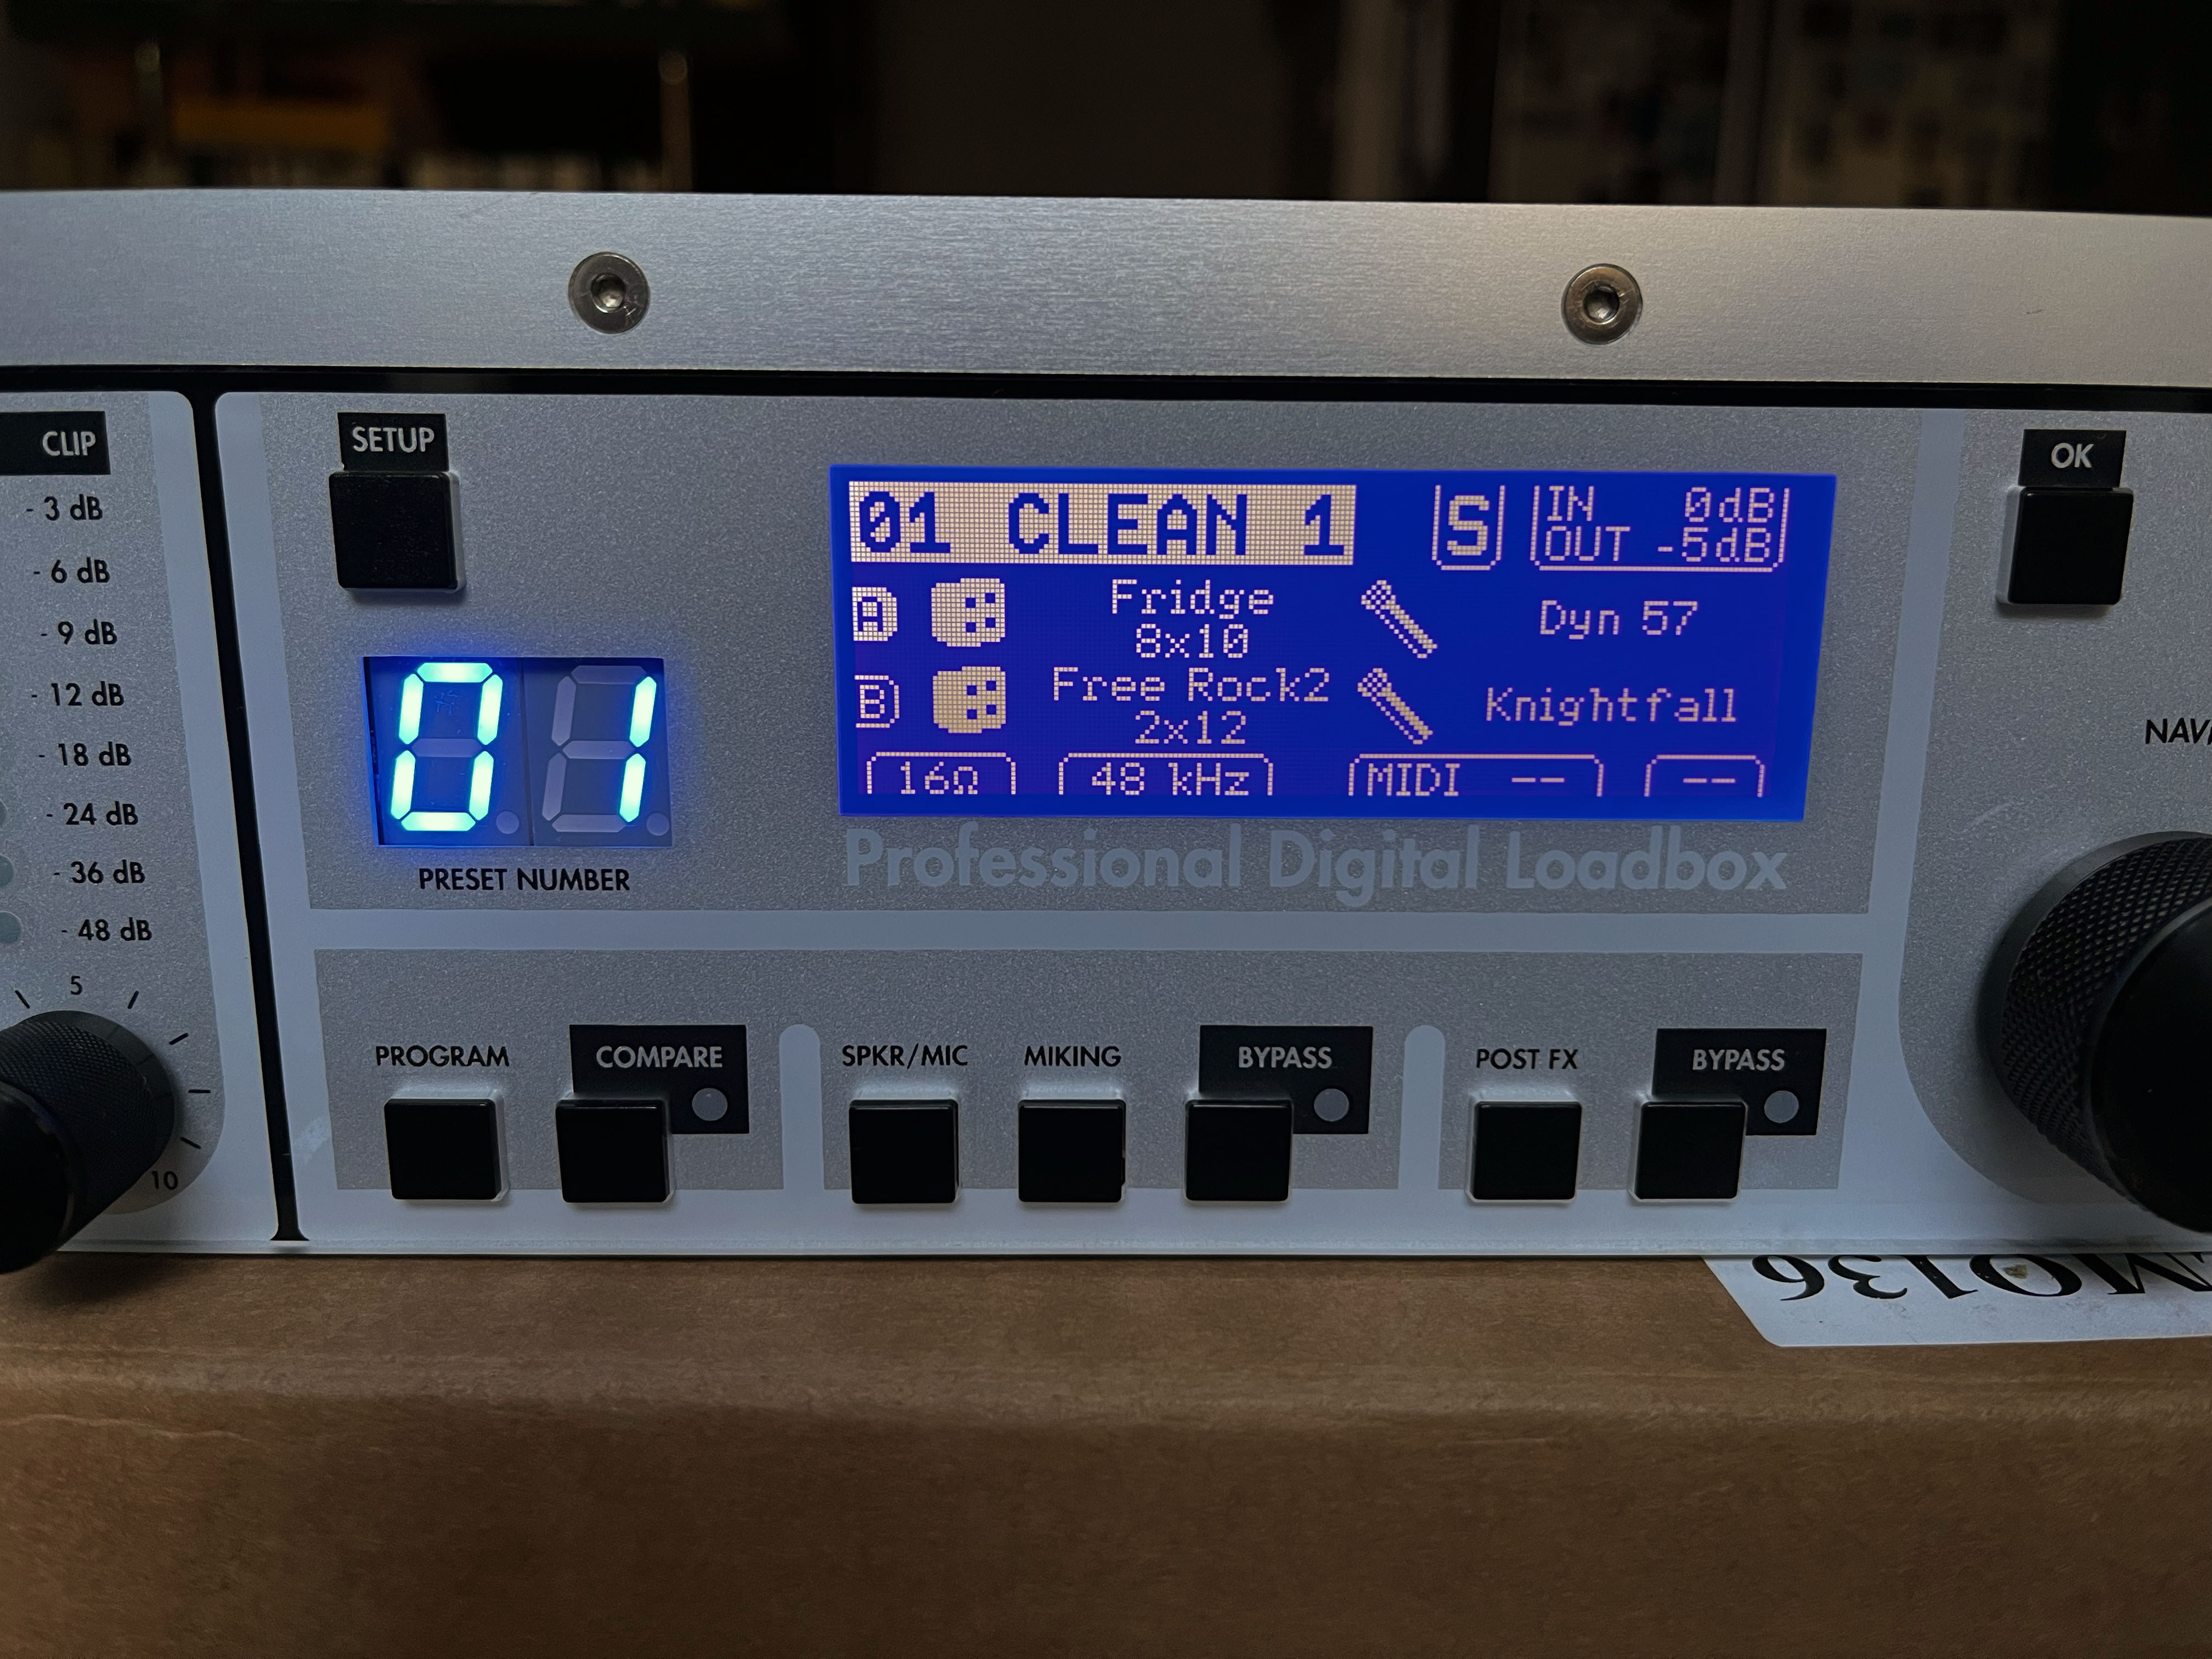 CLIP
- 3 dB
- 6 dB
- 9 dB
- 12 dB
- 18 dB
- 24 dB
- 36 dB
- 48 dB
5
10
SETUP
01
PRESET NUMBER
01 CLEAN 1
S
IN 0dB
OUT -5dB
A Fridge 8x10 Dyn 57
B Free Rock2 2x12 Knightfall
16Ω 48 kHz MIDI -- --
Professional Digital Loadbox
PROGRAM
COMPARE
SPKR/MIC
MIKING
BYPASS
POST FX
BYPASS
OK